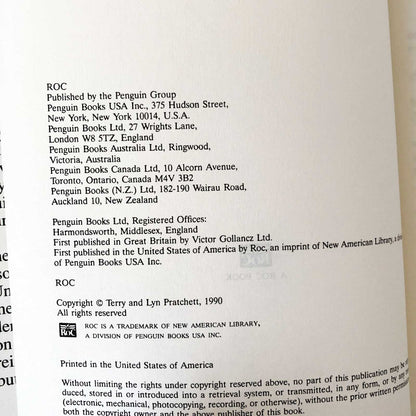 ROC
Published by the Penguin Group
Penguin Books USA Inc., 375 Hudson Street,
New York, New York 10014, U.S.A.
Penguin Books Ltd, 27 Wrights Lane,
London W8 5TZ, England
Penguin Books Australia Ltd, Ringwood,
Victoria, Australia
Penguin Books Canada Ltd, 10 Alcorn Avenue,
Toronto, Ontario, Canada M4V 3B2
Penguin Books (N.Z.) Ltd, 182-190 Wairau Road,
Auckland 10, New Zealand
Penguin Books Ltd, Registered Offices:
Harmondsworth, Middlesex, England
First published in Great Britain by Victor Gollancz Ltd.
First published in the United States of America by Roc, an imprint of New American Library, a
of Penguin Books USA Inc.
ROC
Copyright © Terry and Lyn Pratchett, 1990
All rights reserved
ROC ROC IS A TRADEMARK OF NEW AMERICAN LIBRARY,
A DIVISION OF PENGUIN BOOKS USA INC.
Printed in the United States of America
Without limiting the rights under copyright reserved above, no part of this publication may be
duced, stored in or introduced into a retrieval system, or transmitted, in any form, or by any
(electronic, mechanical, photocopying, recording, or otherwise), without the prior written
both the copyright owner and the above publisher of this book.